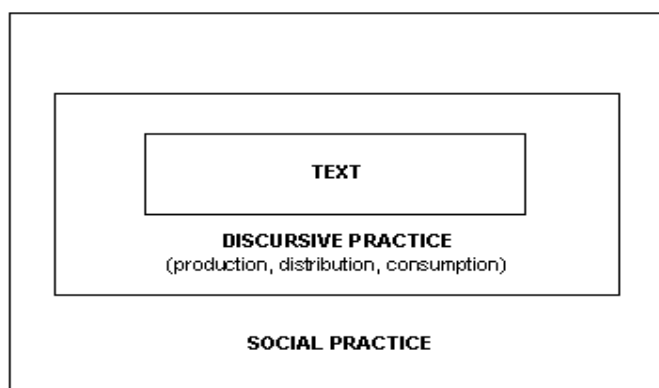 TEXT
DISCURSIVE PRACTICE
(production, distribution, consumption)
SOCIAL PRACTICE